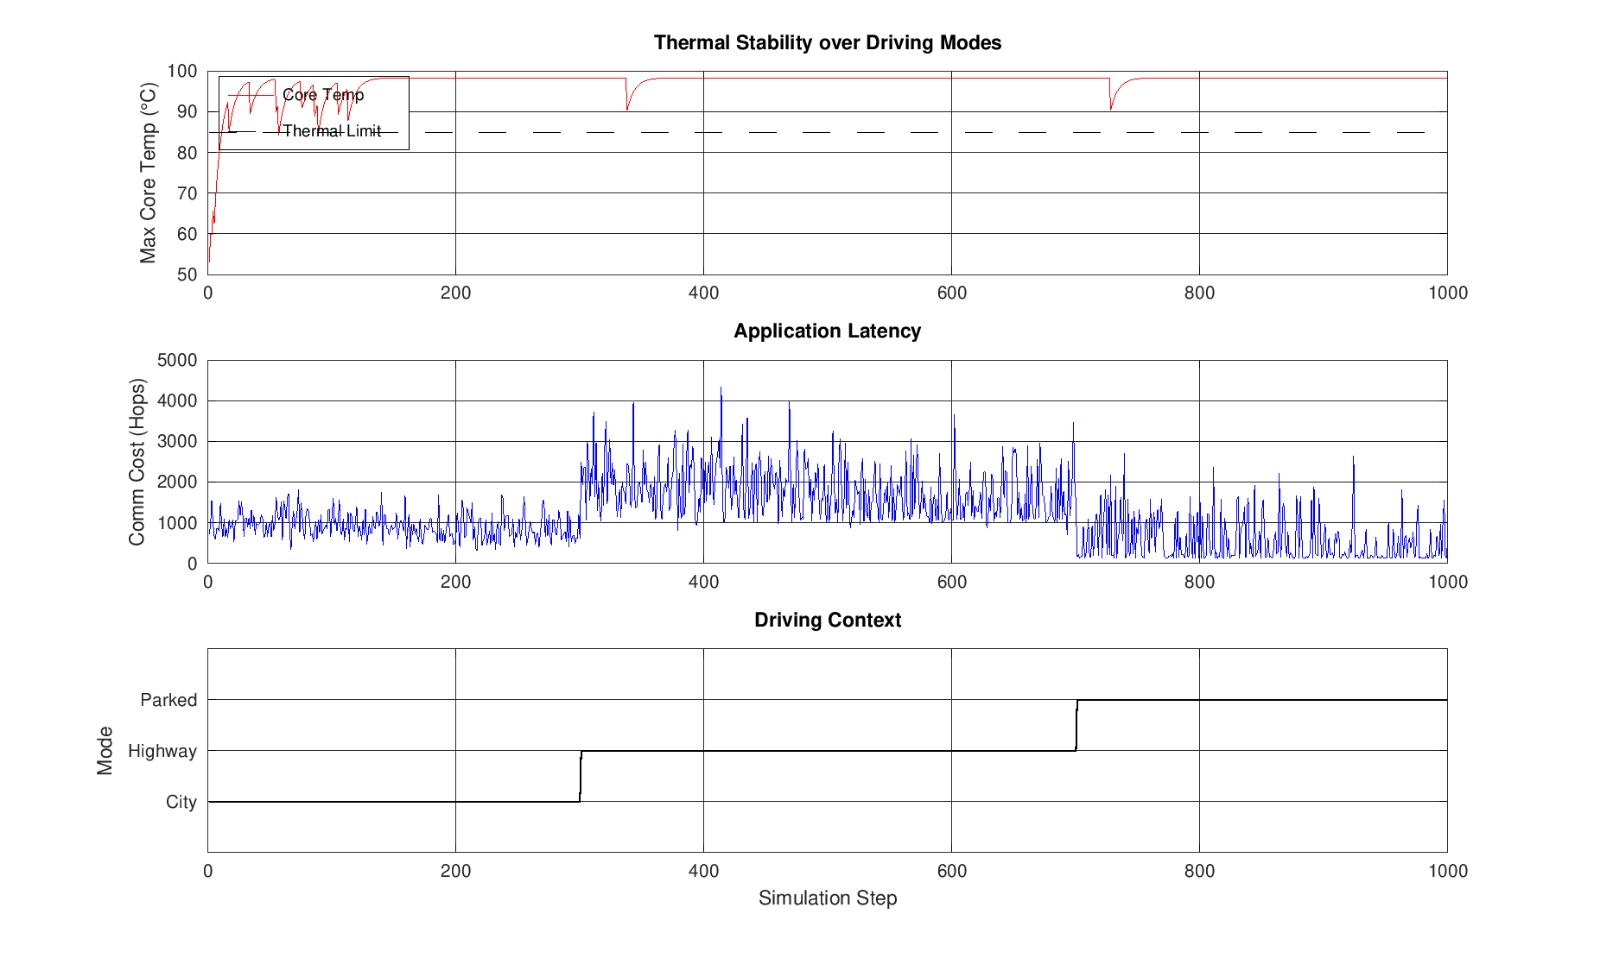 Thermal Stability over Driving Modes
Max Core Temp (°C)
100
90
80
70
60
50
Core Temp
Thermal Limit
0 200 400 600 800 1000
Application Latency
Comm Cost (Hops)
5000
4000
3000
2000
1000
0
0 200 400 600 800 1000
Driving Context
Mode
Parked
Highway
City
0 200 400 600 800 1000
Simulation Step